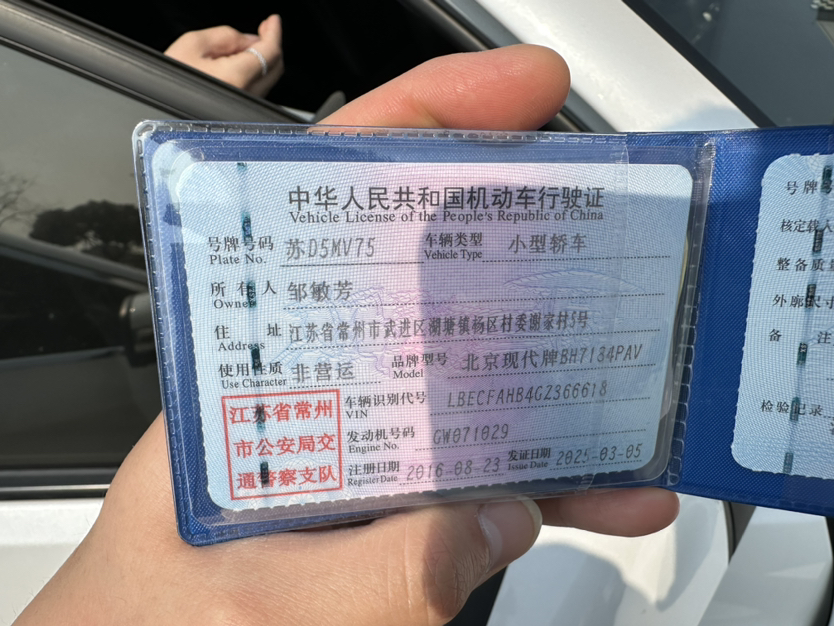 中华人民共和国机动车行驶证
Vehicle License of the People's Republic of China
号牌号码 苏D5MV75 车辆类型 小型轿车
Plate No. Vehicle Type
所有人 邹敏芳
Owner
住址 江苏省常州市武进区湖塘镇杨区村委谢家村5号
Address
使用性质 非营运 品牌型号 北京现代牌BH7184PAV
Use Character Model
江苏省常州 车辆识别代号 LBECFAHB4GZ366618
VIN
市公安局交 发动机号码 GW071029
Engine No.
通警察支队 注册日期 2016-08-23 发证日期 2025-03-05
Register Date Issue Date
号牌
核定载人
整备质量
外廓尺
备注
检验记录